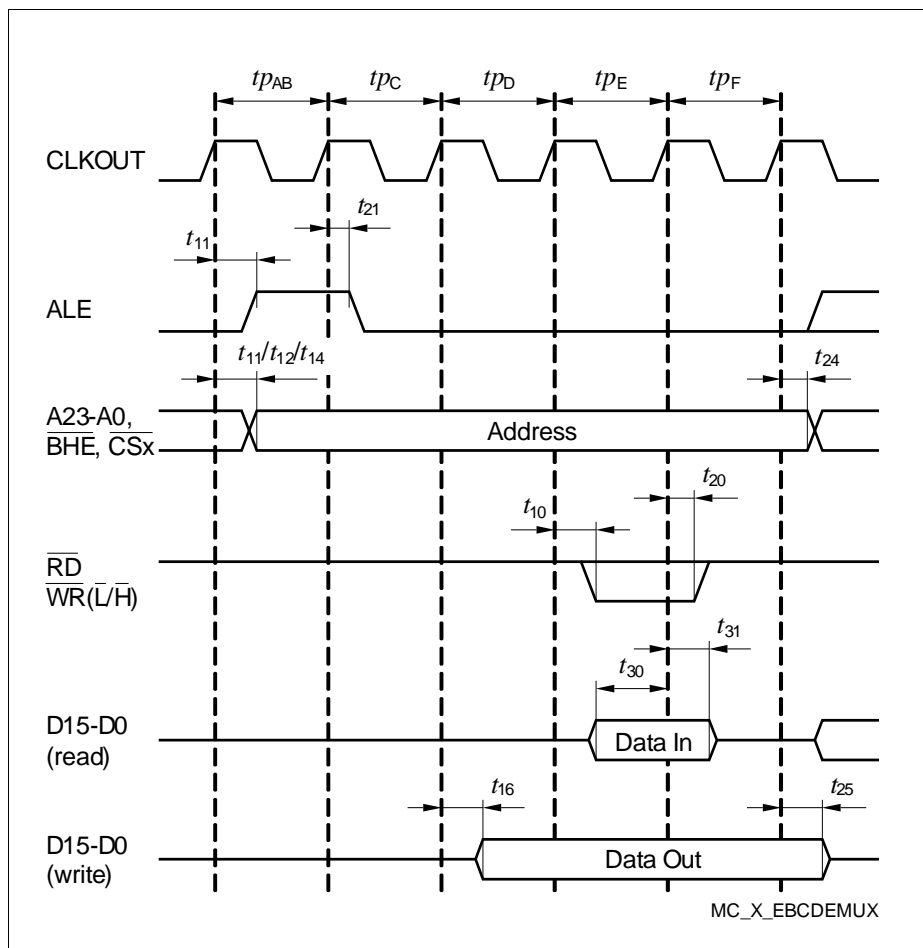 tpAB tpC tpD tpE tpF
CLKOUT
t21
t11
ALE
t11/t12/t14 t24
A23-A0,
BHE, CSx
Address
t20
t10
RD
WR(L/H)
t31
t30
D15-D0
(read)
Data In
t16 t25
D15-D0
(write)
Data Out
MC_X_EBCDEMUX